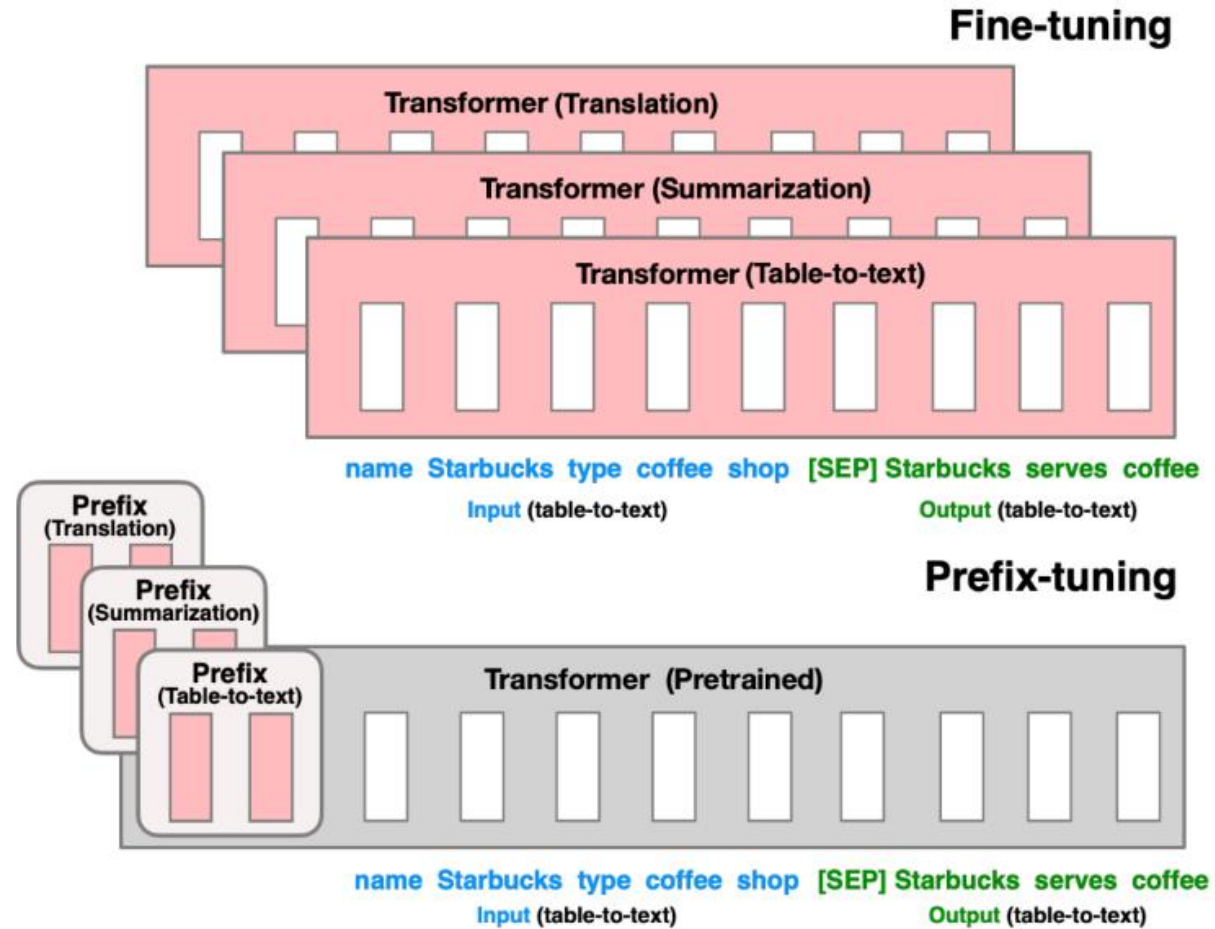 Fine-tuning
Transformer (Translation)
Transformer (Summarization)
Transformer (Table-to-text)
name Starbucks type coffee shop [SEP] Starbucks serves coffee
Input (table-to-text) Output (table-to-text)
Prefix-tuning
Prefix
(Translation)
Prefix
(Summarization)
Prefix
(Table-to-text)
Transformer (Pretrained)
name Starbucks type coffee shop [SEP] Starbucks serves coffee
Input (table-to-text) Output (table-to-text)